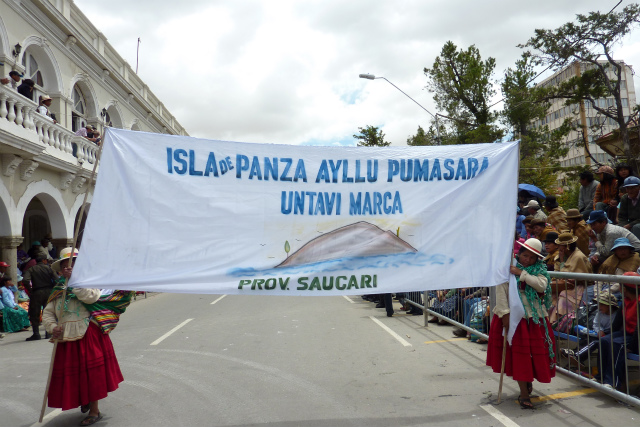 ISLA DE PANZA AYLLU PUMASARA
UNTAVI MARCA
PROV. SAUCARI